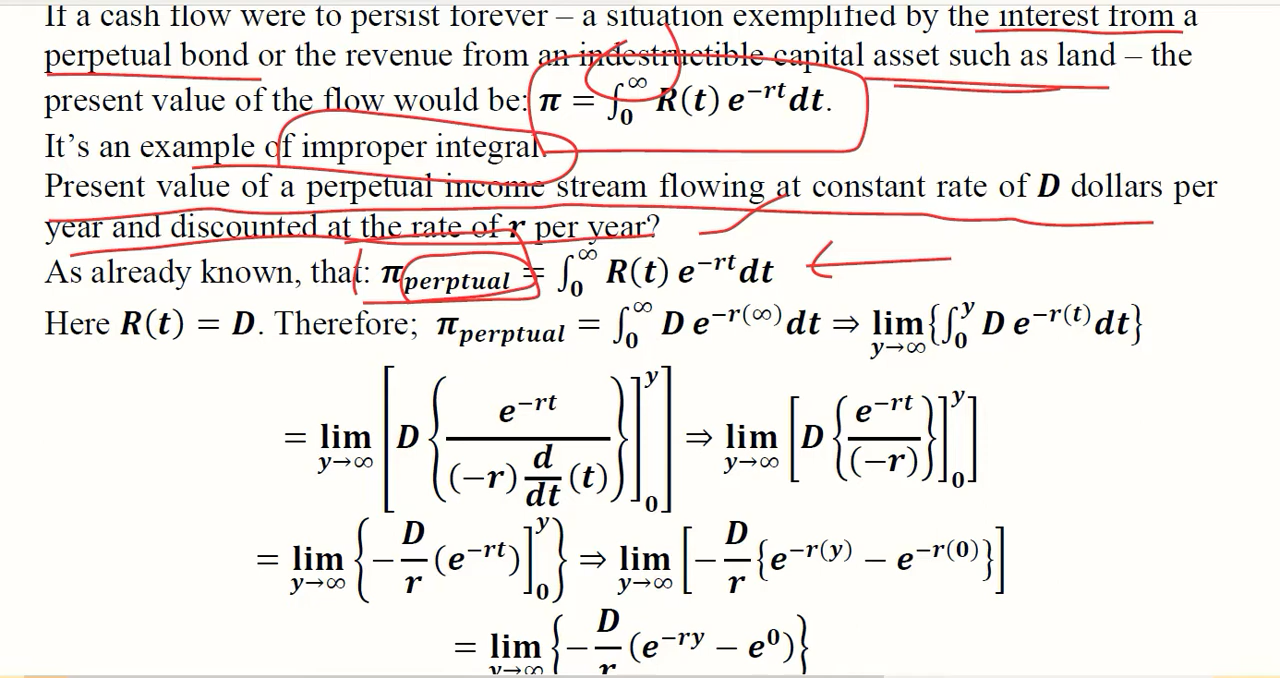 If a cash flow were to persist forever – a situation exemplified by the interest from a
perpetual bond or the revenue from an indestructible capital asset such as land – the
present value of the flow would be: π = ∫₀^∞ R(t) e^{−rt} dt.
It's an example of improper integral.
Present value of a perpetual income stream flowing at constant rate of D dollars per
year and discounted at the rate of r per year?
As already known, that: π_{perptual} = ∫₀^∞ R(t) e^{−rt} dt
Here R(t) = D. Therefore; π_{perptual} = ∫₀^∞ D e^{−r(∞)} dt ⇒ lim_{y→∞} {∫₀^y D e^{−r(t)} dt}
= lim_{y→∞} [D {e^{−rt} / ((−r) d/dt (t))}]₀^y] ⇒ lim_{y→∞} [D {e^{−rt} / (−r)}]₀^y]
= lim_{y→∞} {− D/r (e^{−rt})]₀^y} ⇒ lim_{y→∞} [− D/r {e^{−r(y)} − e^{−r(0)}}]
= lim_{y→∞} {− D/r (e^{−ry} − e^0)}